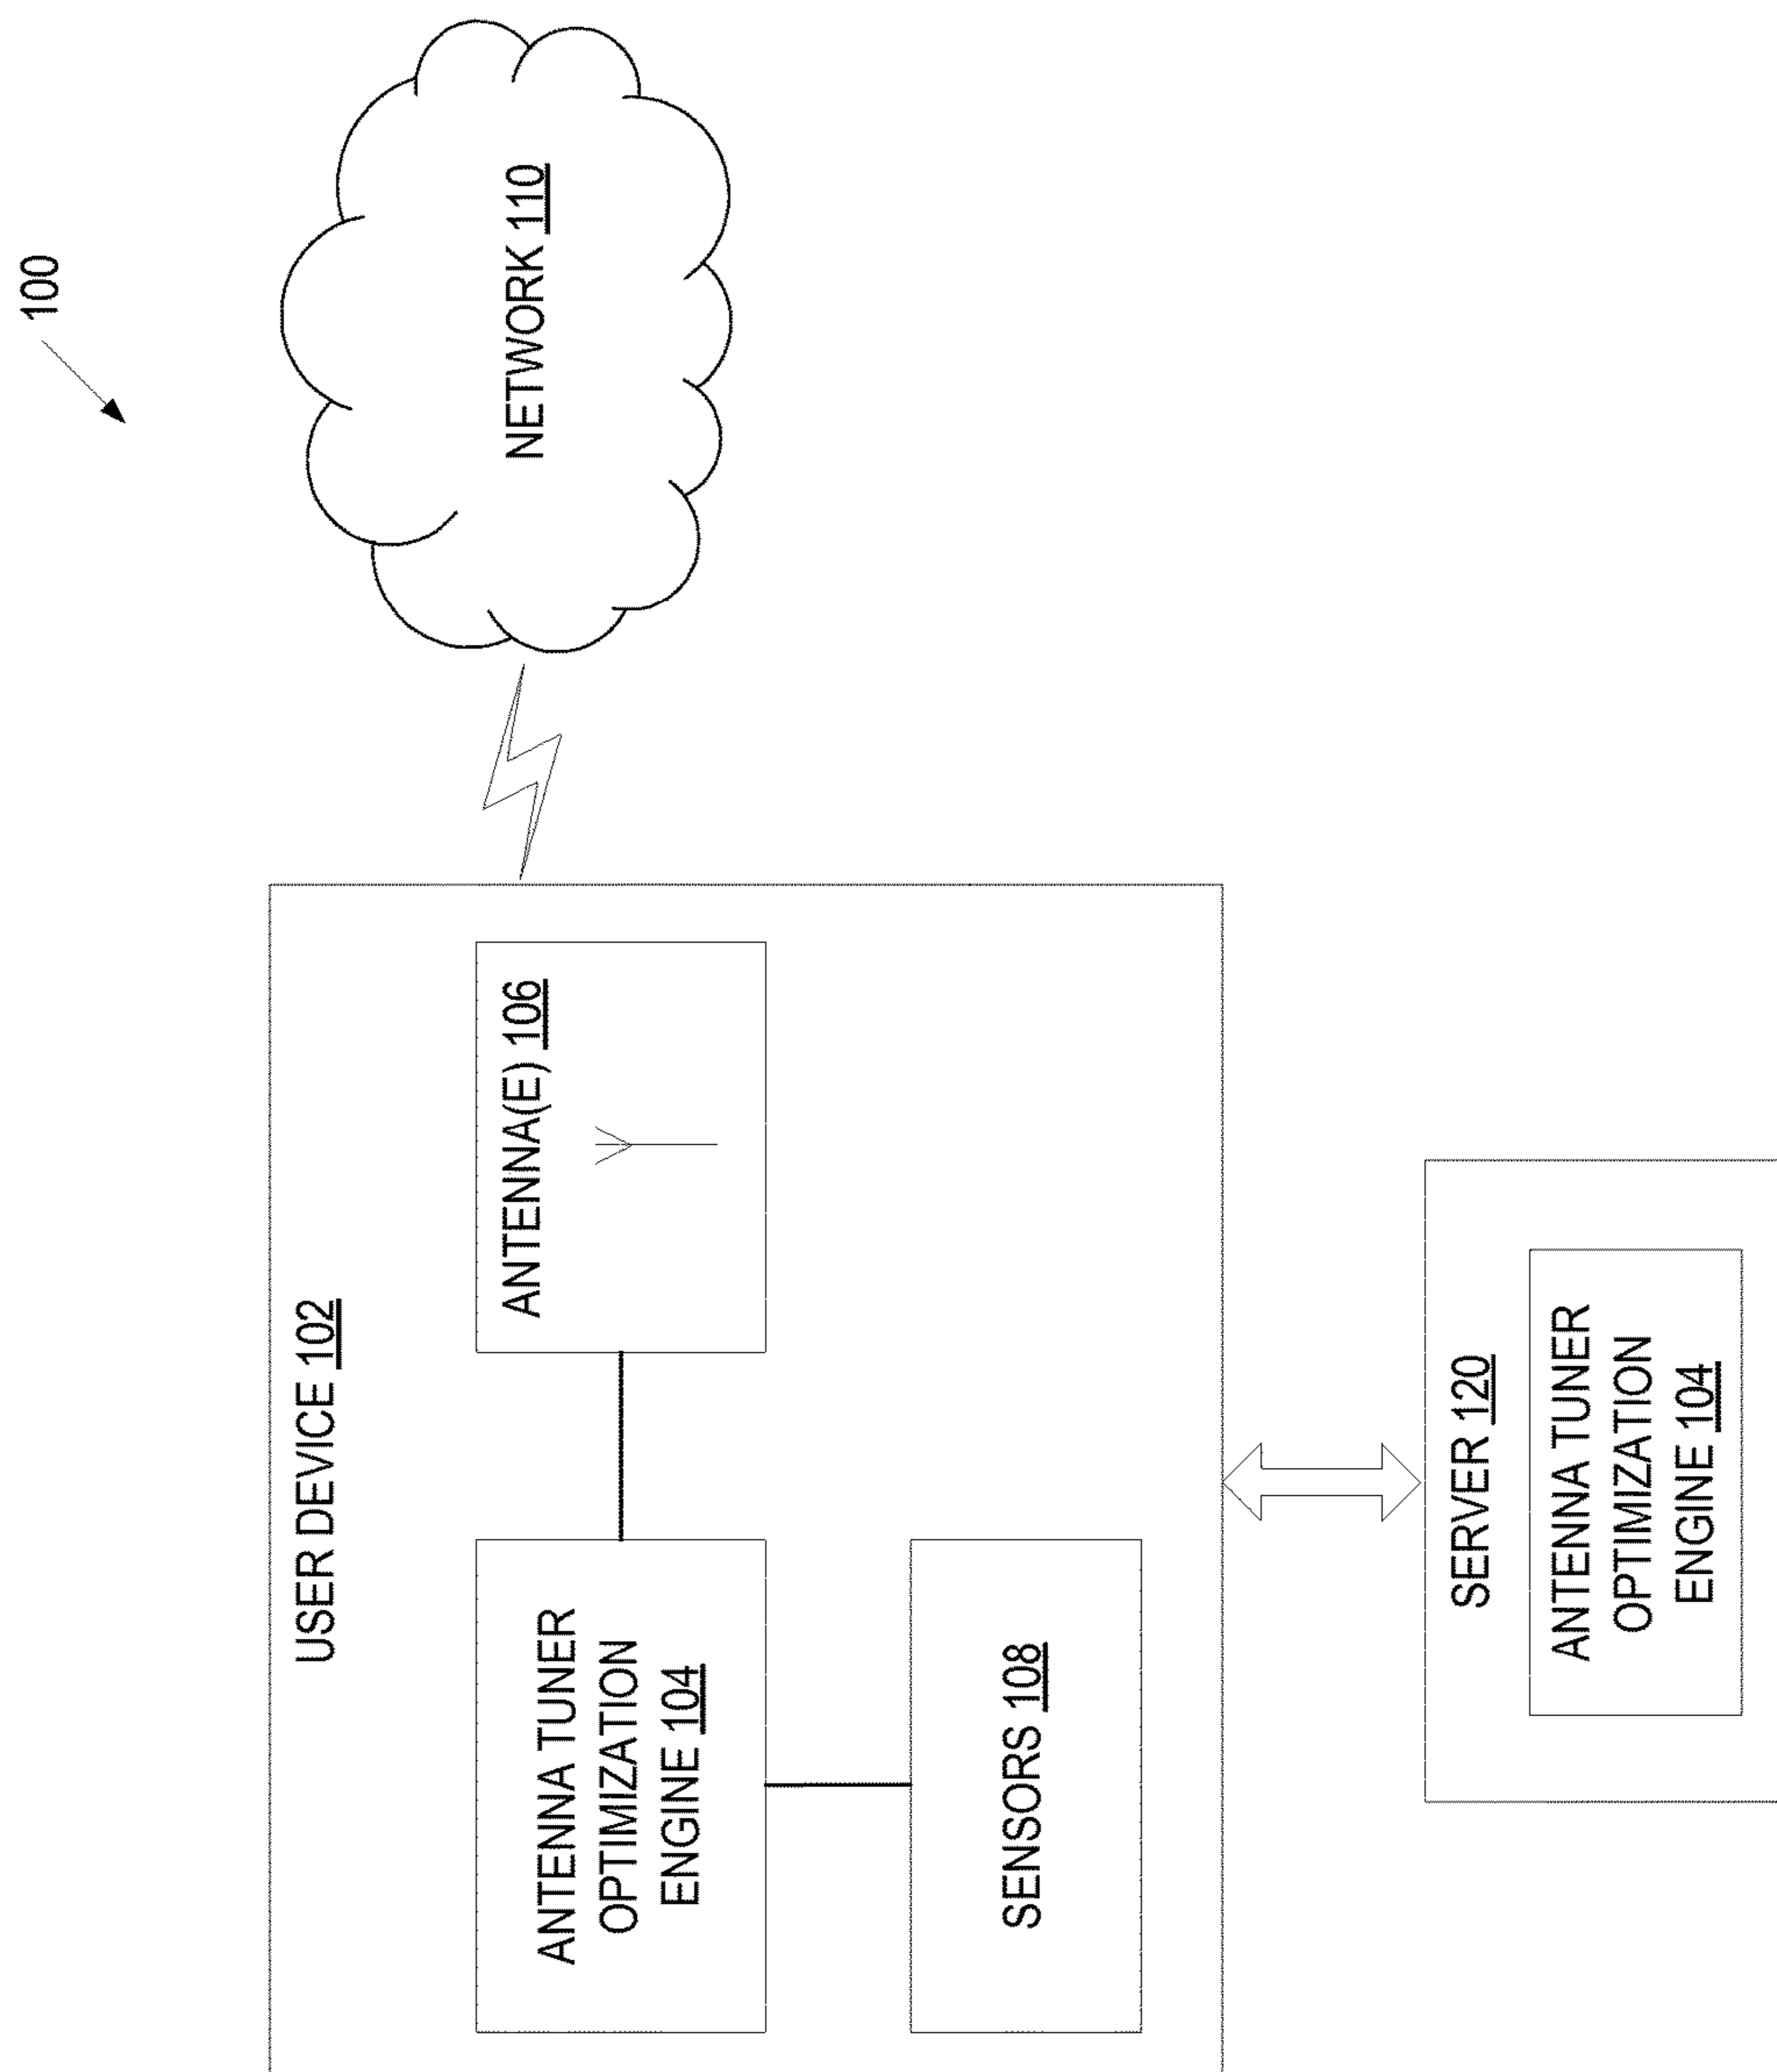 100
USER DEVICE 102
ANTENNA TUNER
OPTIMIZATION
ENGINE 104
ANTENNA(E) 106
NETWORK 110
SENSORS 108
SERVER 120
ANTENNA TUNER
OPTIMIZATION
ENGINE 104